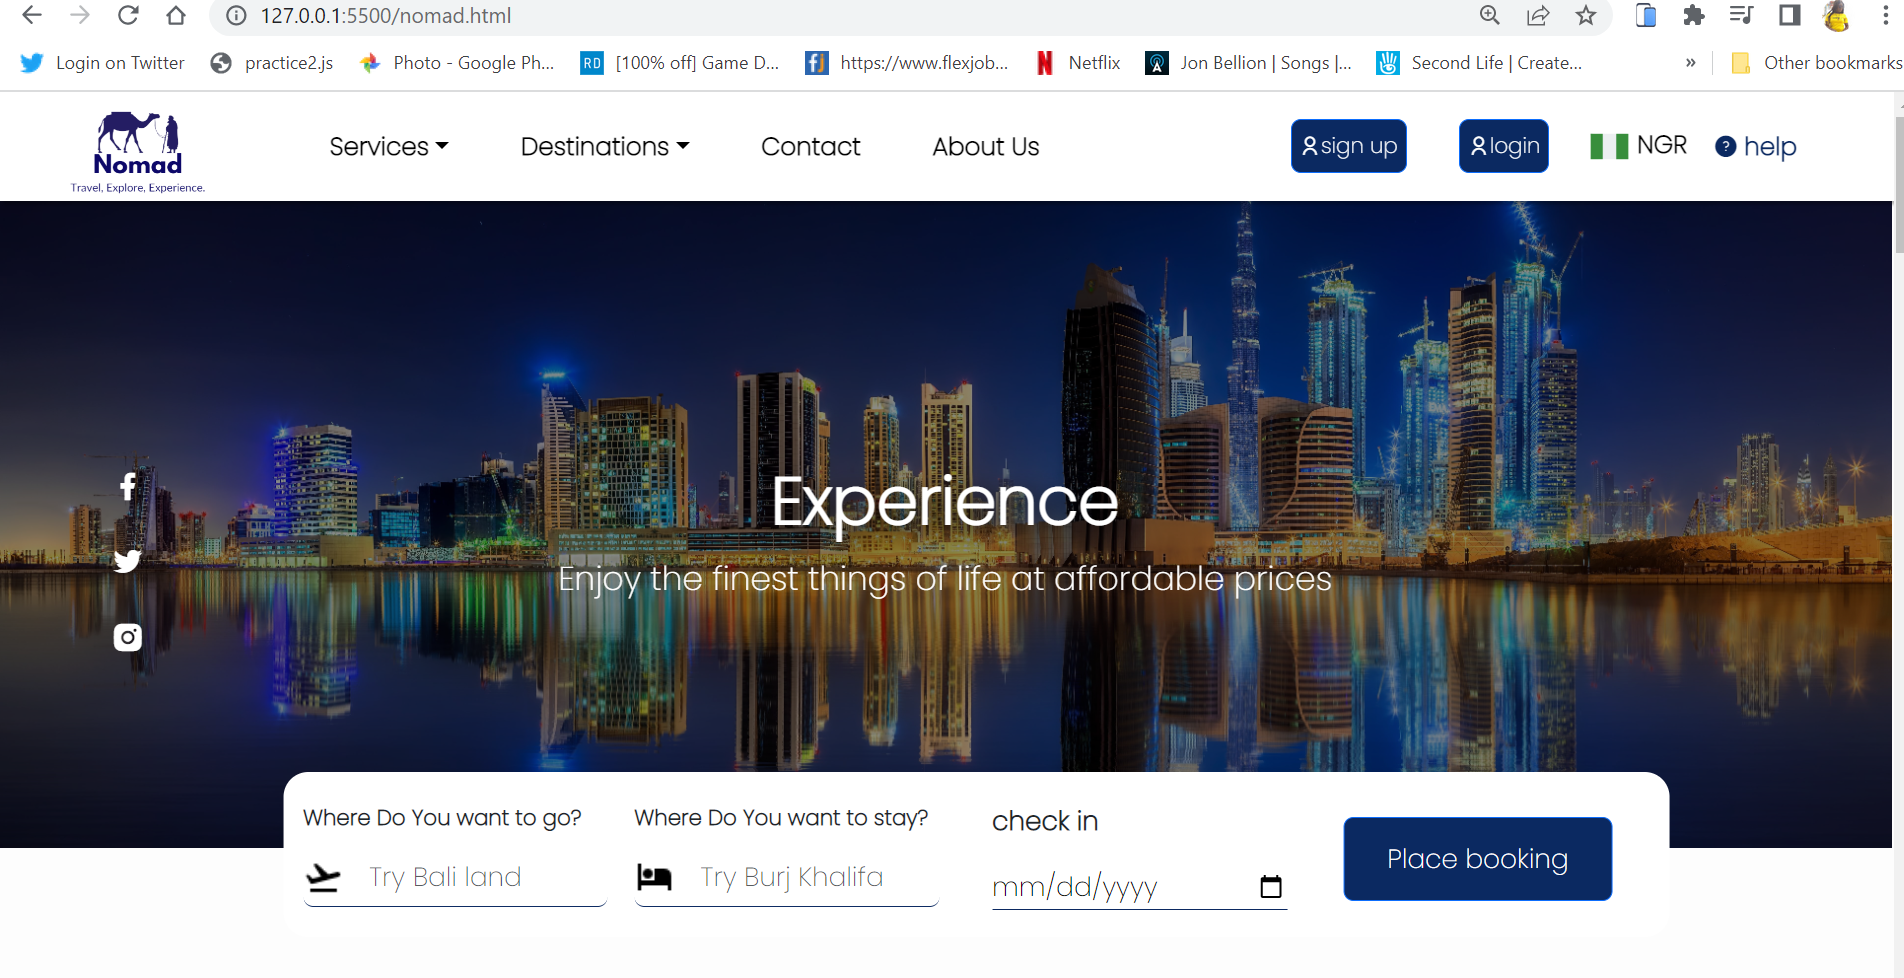 127.0.0.1:5500/nomad.html
Login on Twitter practice2.js Photo - Google Ph... RD [100% off] Game D... https://www.flexjob... Netflix Jon Bellion | Songs |... Second Life | Create... » Other bookmarks
Nomad
Travel, Explore, Experience.
Services Destinations Contact About Us sign up login NGR ? help
Experience
Enjoy the finest things of life at affordable prices
Where Do You want to go? Where Do You want to stay? check in
Try Bali land Try Burj Khalifa mm/dd/yyyy Place booking